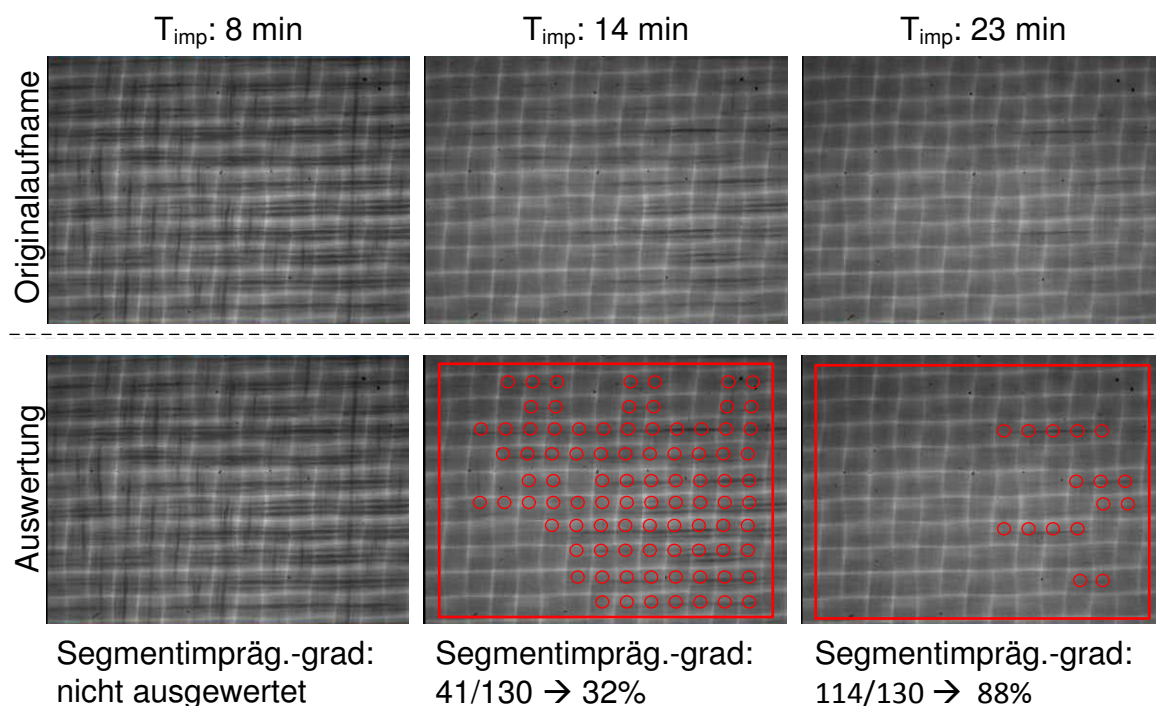 T_imp: 8 min
T_imp: 14 min
T_imp: 23 min
Originalaufname
Auswertung
Segmentimpräg.-grad:
nicht ausgewertet
Segmentimpräg.-grad:
41/130 → 32%
Segmentimpräg.-grad:
114/130 → 88%